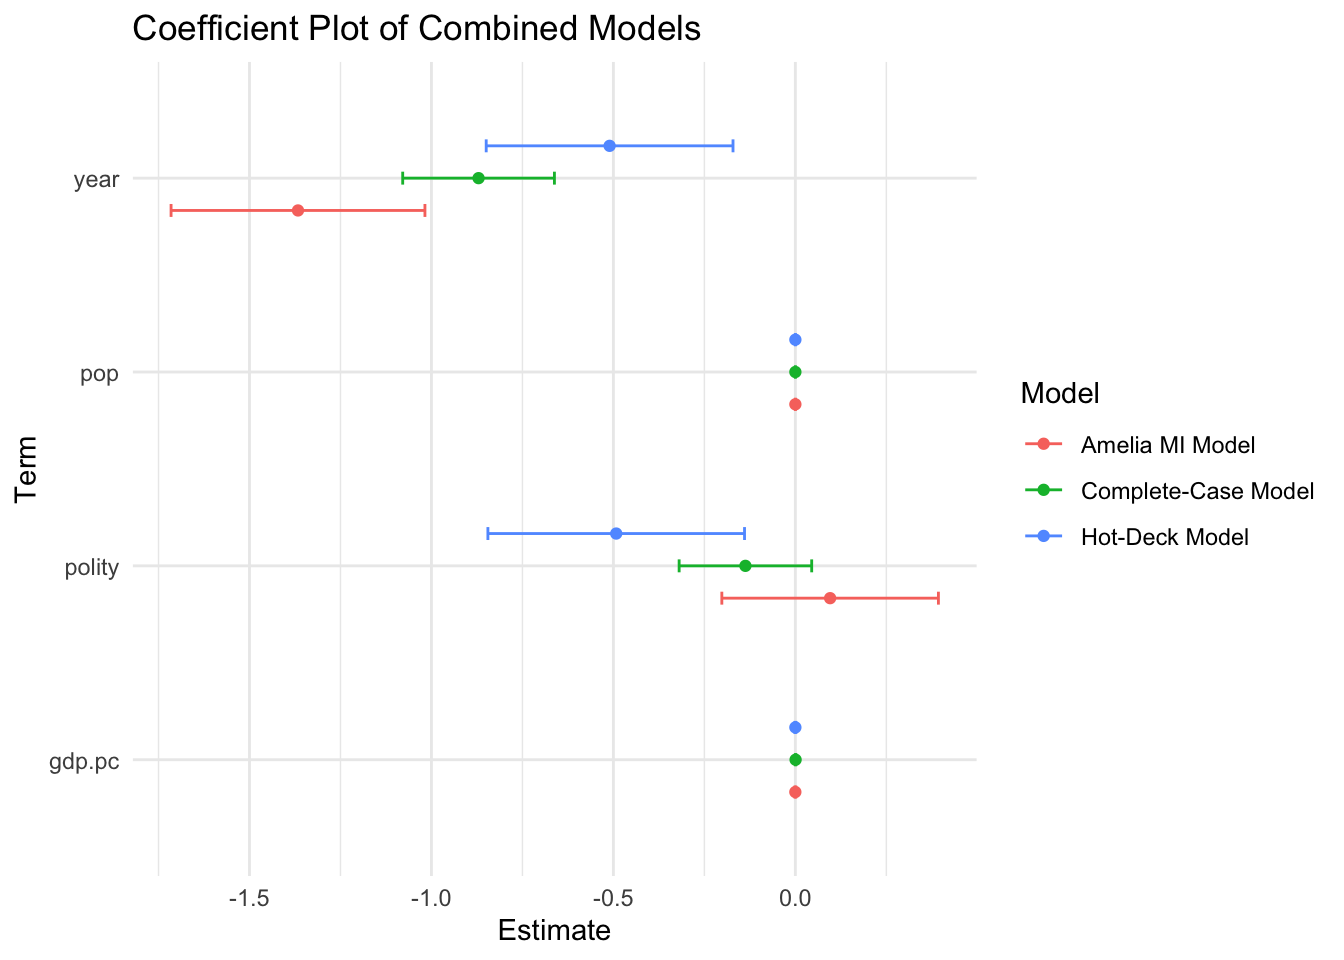 Coefficient Plot of Combined Models
year
pop
polity
gdp.pc
Term
-1.5
-1.0
-0.5
0.0
Estimate
Model
Amelia MI Model
Complete-Case Model
Hot-Deck Model